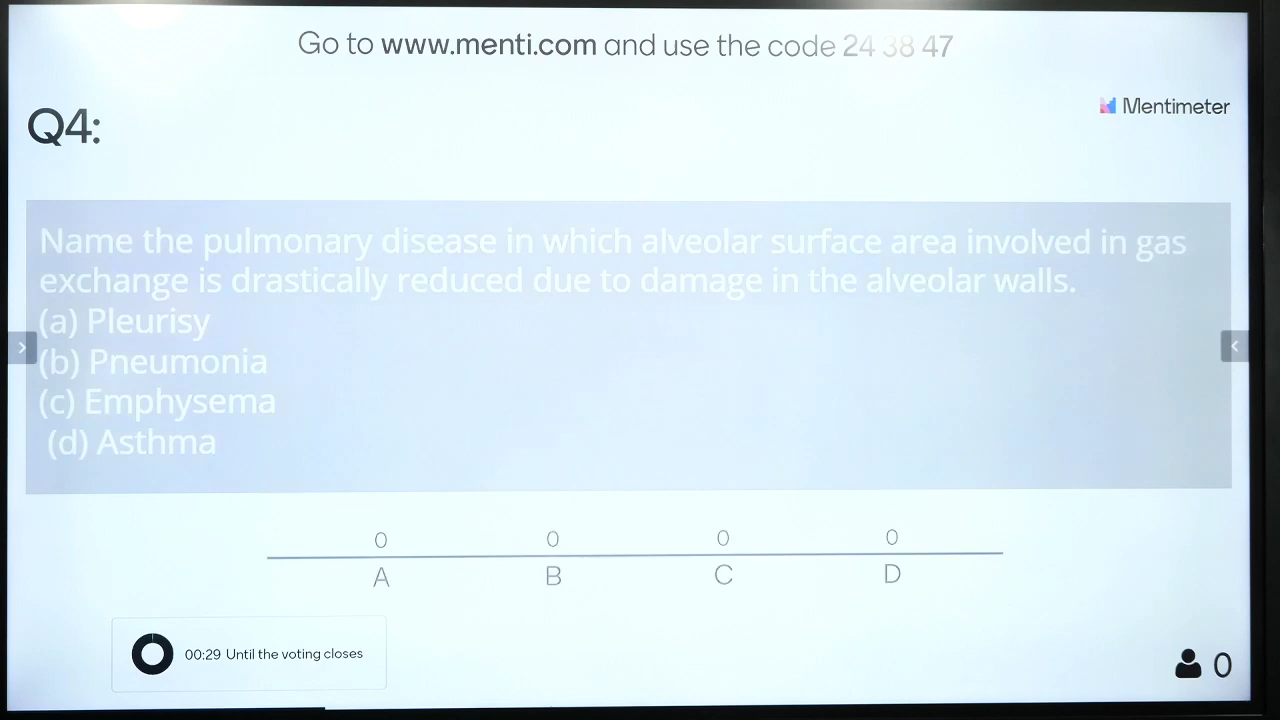 Go to www.menti.com and use the code 24 38 47
Mentimeter
Q4:
Name the pulmonary disease in which alveolar surface area involved in gas
exchange is drastically reduced due to damage in the alveolar walls.
(a) Pleurisy
(b) Pneumonia
(c) Emphysema
(d) Asthma
0 0 0 0
A B C D
00:29 Until the voting closes
0